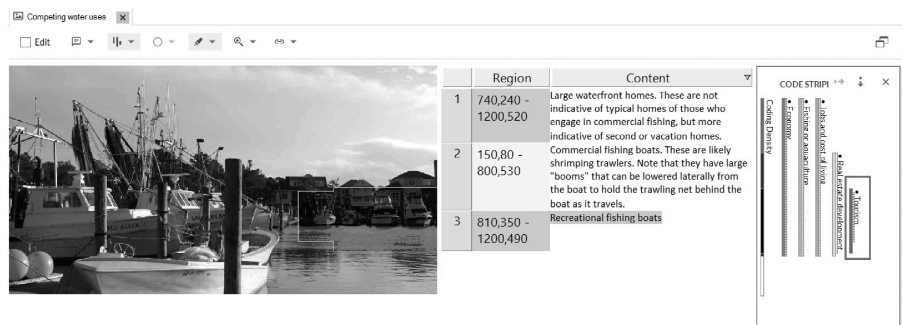 Competing water uses
Edit
Region Content
1 740,240 - 1200,520 Large waterfront homes. These are not
indicative of typical homes of those who
engage in commercial fishing, but more
indicative of second or vacation homes.
2 150,80 - 800,530 Commercial fishing boats. These are likely
shrimping trawlers. Note that they have large
"booms" that can be lowered laterally from
the boat to hold the trawling net behind the
boat as it travels.
3 810,350 - 1200,490 Recreational fishing boats
CODE STRIPI
Coding Density
Economy
Fishing or aquaculture
Jobs and cost of living
Real estate development
Tourism